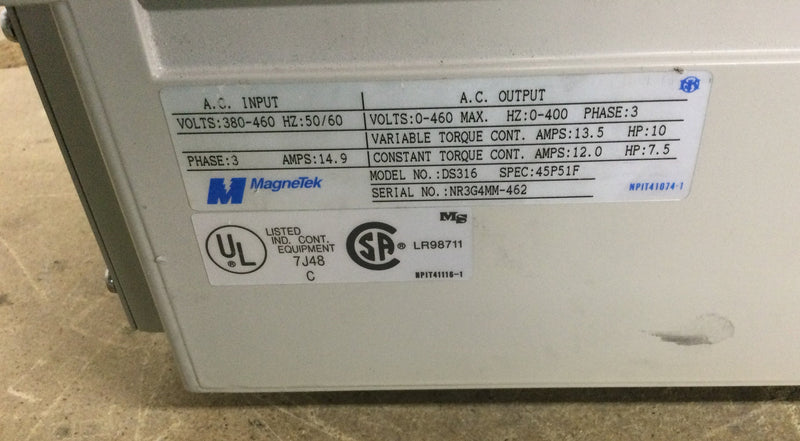 A.C. INPUT
VOLTS:380-460 HZ:50/60
PHASE:3 AMPS:14.9
MagneTek
A.C. OUTPUT
VOLTS:0-460 MAX. HZ:0-400 PHASE:3
VARIABLE TORQUE CONT. AMPS:13.5 HP:10
CONSTANT TORQUE CONT. AMPS:12.0 HP:7.5
MODEL NO.:DS316 SPEC:45P51F
SERIAL NO.:NR3G4MM-462
NPIT41074-1
UL
®
LISTED
IND. CONT.
EQUIPMENT
7J48
C
MS
CSA ® LR98711
NPIT41116-1